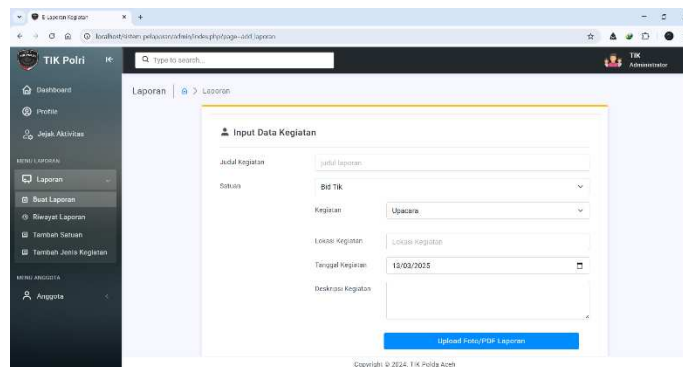 E Laporan Kegiatan
localhost/sistem pelaporan/admin/index.php?page=add laporan
TIK Polri
Type to search...
TIK
Administrator
Dashboard
Profile
Jejak Aktivitas
MENU LAPORAN
Laporan
Buat Laporan
Riwayat Laporan
Tambah Satuan
Tambah Jenis Kegiatan
MENU ANGGOTA
Anggota
Laporan
> Laporan
Input Data Kegiatan
Judul Kegiatan
judul laporan
Satuan
Bid Tik
Kegiatan
Upacara
Lokasi Kegiatan
Lokasi Kegiatan
Tanggal Kegiatan
13/03/2025
Deskripsi Kegiatan
Upload Foto/PDF Laporan
Copyright © 2024. TIK Polda Aceh